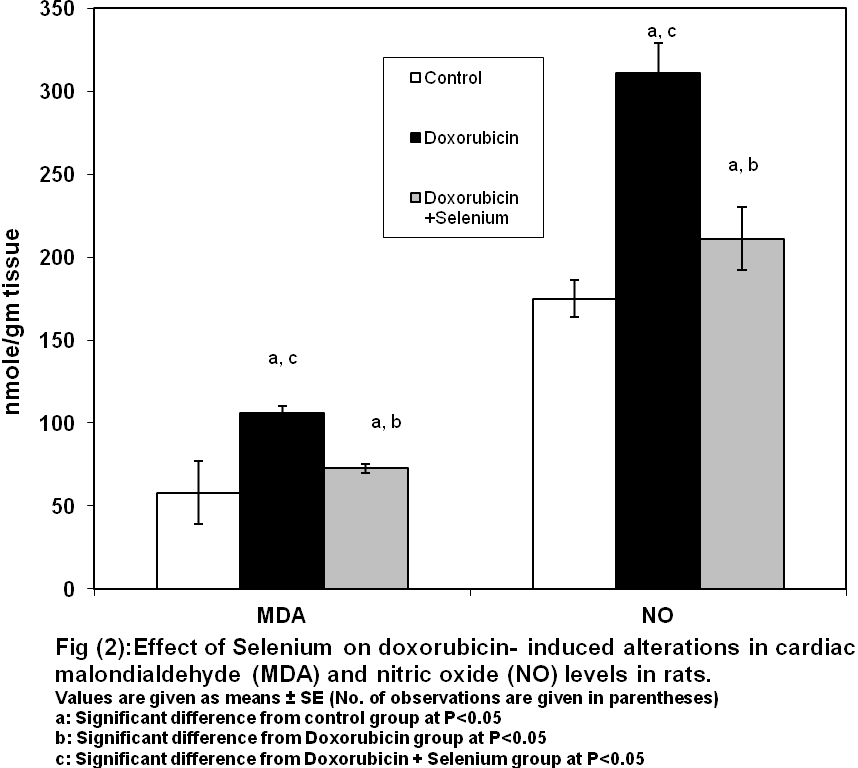 350
300
250
200
150
100
50
0
nmole/gm tissue
Control
Doxorubicin
Doxorubicin
+Selenium
a, c
a, b
a, c
a, b
MDA
NO
Fig (2):Effect of Selenium on doxorubicin- induced alterations in cardiac
malondialdehyde (MDA) and nitric oxide (NO) levels in rats.
Values are given as means ± SE (No. of observations are given in parentheses)
a: Significant difference from control group at P<0.05
b: Significant difference from Doxorubicin group at P<0.05
c: Significant difference from Doxorubicin + Selenium group at P<0.05